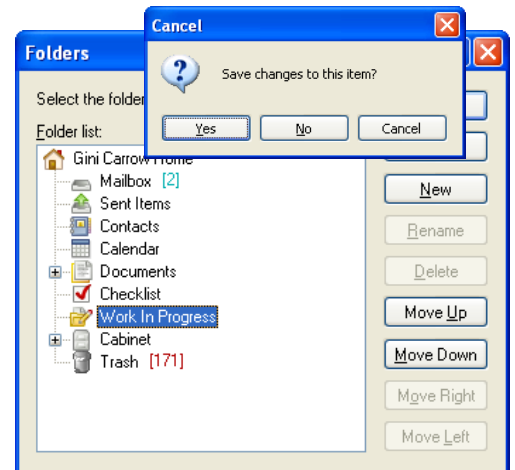 Cancel
Save changes to this item?
Yes
No
Cancel
Folders
Select the folder
Folder list:
Gini Carrow Home
Mailbox [2]
Sent Items
Contacts
Calendar
Documents
Checklist
Work In Progress
Cabinet
Trash [171]
New
Rename
Delete
Move Up
Move Down
Move Right
Move Left